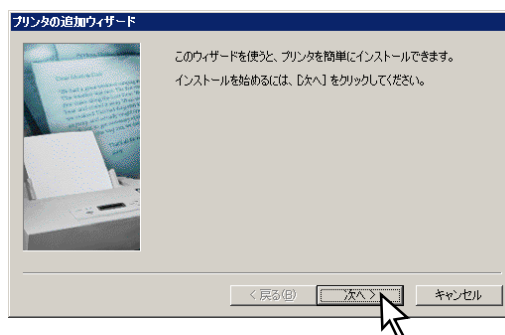 プリンタの追加ウィザード
このウィザードを使うと、プリンタを簡単にインストールできます。
インストールを始めるには、[次へ] をクリックしてください。
< 戻る(B)
次へ >
キャンセル